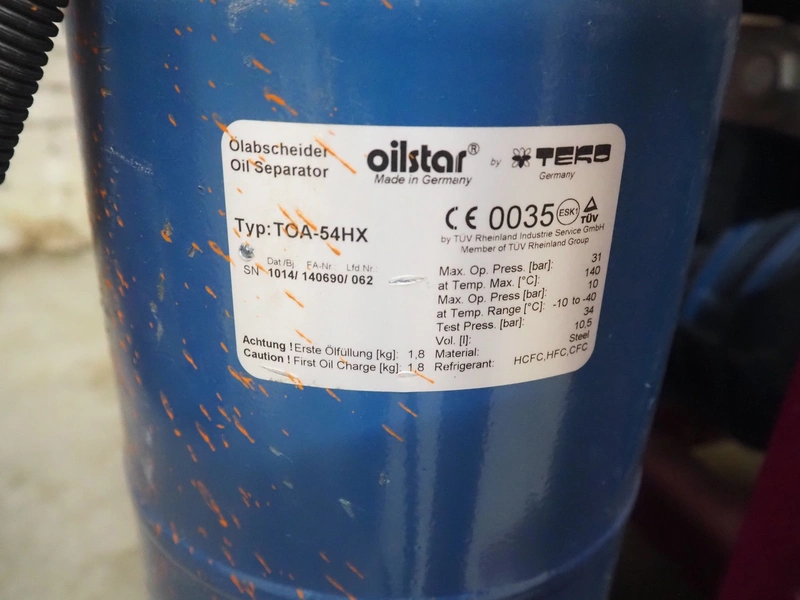 Ölabscheider
Oil Separator
oilstar® by TEKO
Made in Germany
Germany
Typ: TOA-54HX
CE 0035 ESK1 TÜV
by TÜV Rheinland Industrie Service GmbH
Member of TÜV Rheinland Group
Dat/Bj. FA-Nr. Lfd.Nr.:
SN 1014/ 140690/ 062
Max. Op. Press. [bar]: 31
at Temp. Max. [°C]: 140
Max. Op. Press [bar]: 10
at Temp. Range [°C]: -10 to -40
Test Press. [bar]: 34
Vol. [l]: 10,5
Material: Steel
Refrigerant: HCFC,HFC,CFC
Achtung ! Erste Ölfüllung [kg]: 1,8
Caution ! First Oil Charge [kg]: 1,8